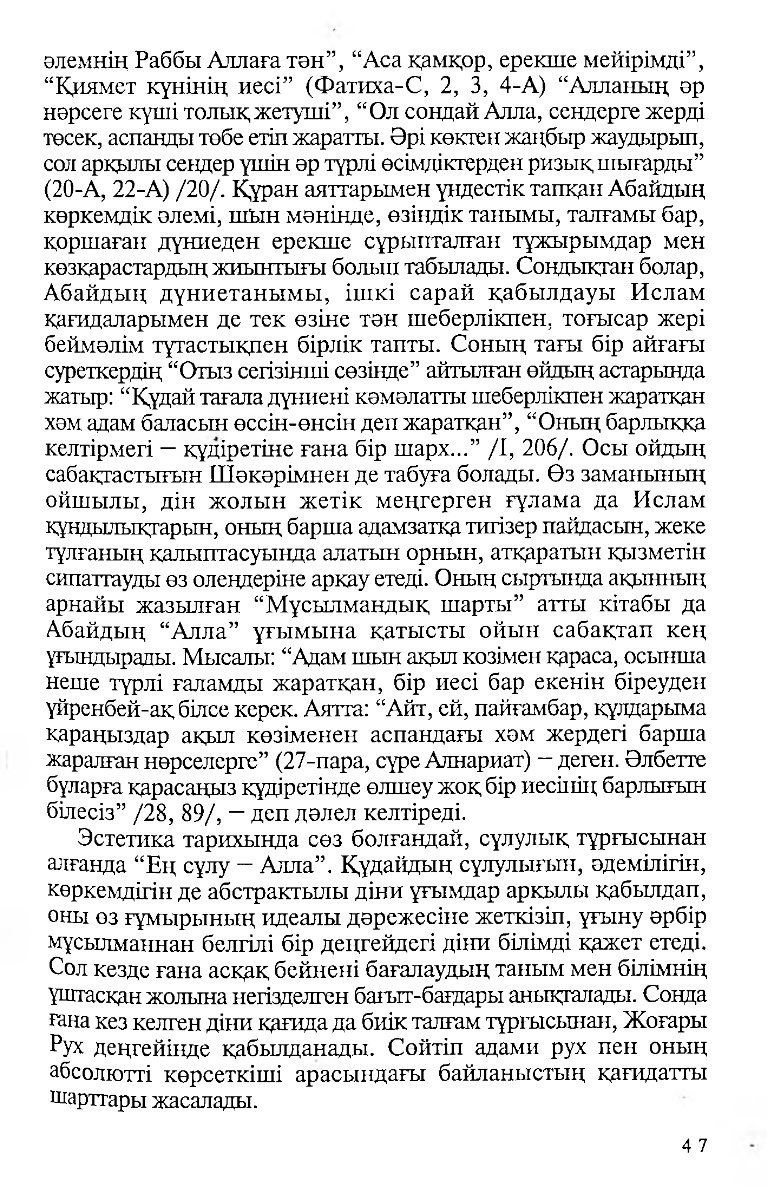 әлемнің Раббы Аллаға тән”, “Аса қамқор, ерекше мейірімді”,
“Қиямет күнінің иесі” (Фатиха-С, 2, 3, 4-А) “Алланың әр
нәрсеге күші толық жетуші”, “Ол сондай Алла, сендерге жерді
төсек, аспанды төбе етіп жаратты. Әрі көктен жаңбыр жаудырып,
сол арқылы сендер үшін әр түрлі өсімдіктерден ризық шығарды”
(20-А, 22-А) /20/. Құран аяттарымен үндестік тапқан Абайдың
көркемдік әлемі, шын мәнінде, өзіндік танымы, талғамы бар,
қоршаған дүниеден ерекше сұрыпталған тұжырымдар мен
көзқарастардың жиынтығы болып табылады. Сондықтан болар,
Абайдың дүниетанымы, ішкі сарай қабылдауы Ислам
қағидаларымен де тек өзіне тән шеберлікпен, тоғысар жері
беймәлім тұтастықпен бірлік тапты. Соның тағы бір айғағы
суреткердің “Отыз сегізінші сөзінде” айтылған өйдың астарында
жатыр: “Құдай тағала дүниені кәмәлатты шеберлікпен жаратқан
хәм адам баласын өссін-өнсін деп жаратқан”, “Оның барлыққа
келтірмегі — құдіретіне ғана бір шарх...” /I, 206/. Осы ойдың
сабақтастығын Шәкәрімнен де табуға болады. Өз заманының
ойшылы, дін жолын жетік меңгерген ғұлама да Ислам
құндылықтарын, оның барша адамзатқа тигізер пайдасын, жеке
тұлғаның қалыптасуында алатын орнын, атқаратын қызметін
сипаттауды өз олеңдеріне арқау етеді. Оның сыртында ақынның
арнайы жазылған “Мұсылмандық шарты” атты кітабы да
Абайдың “Алла” ұғымына қатысты ойын сабақтап кең
ұғындырады. Мысалы: “Адам шын ақыл козімен қараса, осынша
неше түрлі ғаламды жаратқан, бір иесі бар екенін біреуден
үйренбей-ақ білсе керек. Аятта: “Айт, ей, пайғамбар, құлдарыма
қараңыздар ақыл көзіменен аспандағы хәм жердегі барша
жаралған нәрселерге” (27-пара, сүре Алнариат) — деген. Әлбетте
бұларға қарасаңыз құдіретінде өлшеу жоқ бір иесінің барлығын
білесіз” /28, 89/, — деп дәлел келтіреді.
Эстетика тарихында сөз болғандай, сұлулық тұрғысынан
алғанда “Ең сұлу — Алла”. Құдайдың сұлулығын, әдемілігін,
көркемдігін де абстрактылы діни ұғымдар арқылы қабылдап,
оны оз ғұмырының идеалы дәрежесіне жеткізіп, ұғыну әрбір
мұсылманнан белгілі бір деңгейдегі діни білімді қажет етеді.
Сол кезде ғана асқақ бейнені бағалаудың таным мен білімнің
ұштасқан жолына негізделген бағыт-бағдары анықталады. Сонда
ғана кез келген діни қағида да биік талғам тұрғысынан, Жоғары
Рух деңгейінде қабылданады. Сойтіп адами рух пен оның
абсолютті көрсеткіші арасындағы байланыстың қағидатты
шарттары жасалады.
47